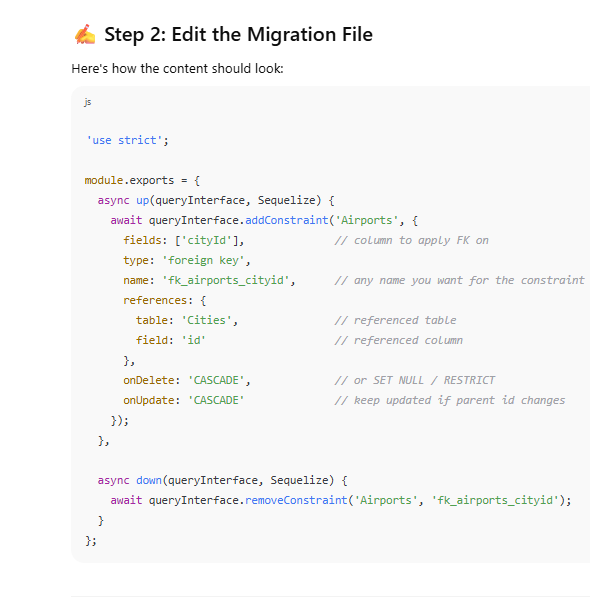 ✍️ Step 2: Edit the Migration File
Here's how the content should look:
js
'use strict';
module.exports = {
  async up(queryInterface, Sequelize) {
    await queryInterface.addConstraint('Airports', {
      fields: ['cityId'],              // column to apply FK on
      type: 'foreign key',
      name: 'fk_airports_cityid',      // any name you want for the constraint
      references: {
        table: 'Cities',               // referenced table
        field: 'id'                    // referenced column
      },
      onDelete: 'CASCADE',             // or SET NULL / RESTRICT
      onUpdate: 'CASCADE'              // keep updated if parent id changes
    });
  },
  async down(queryInterface, Sequelize) {
    await queryInterface.removeConstraint('Airports', 'fk_airports_cityid');
  }
};